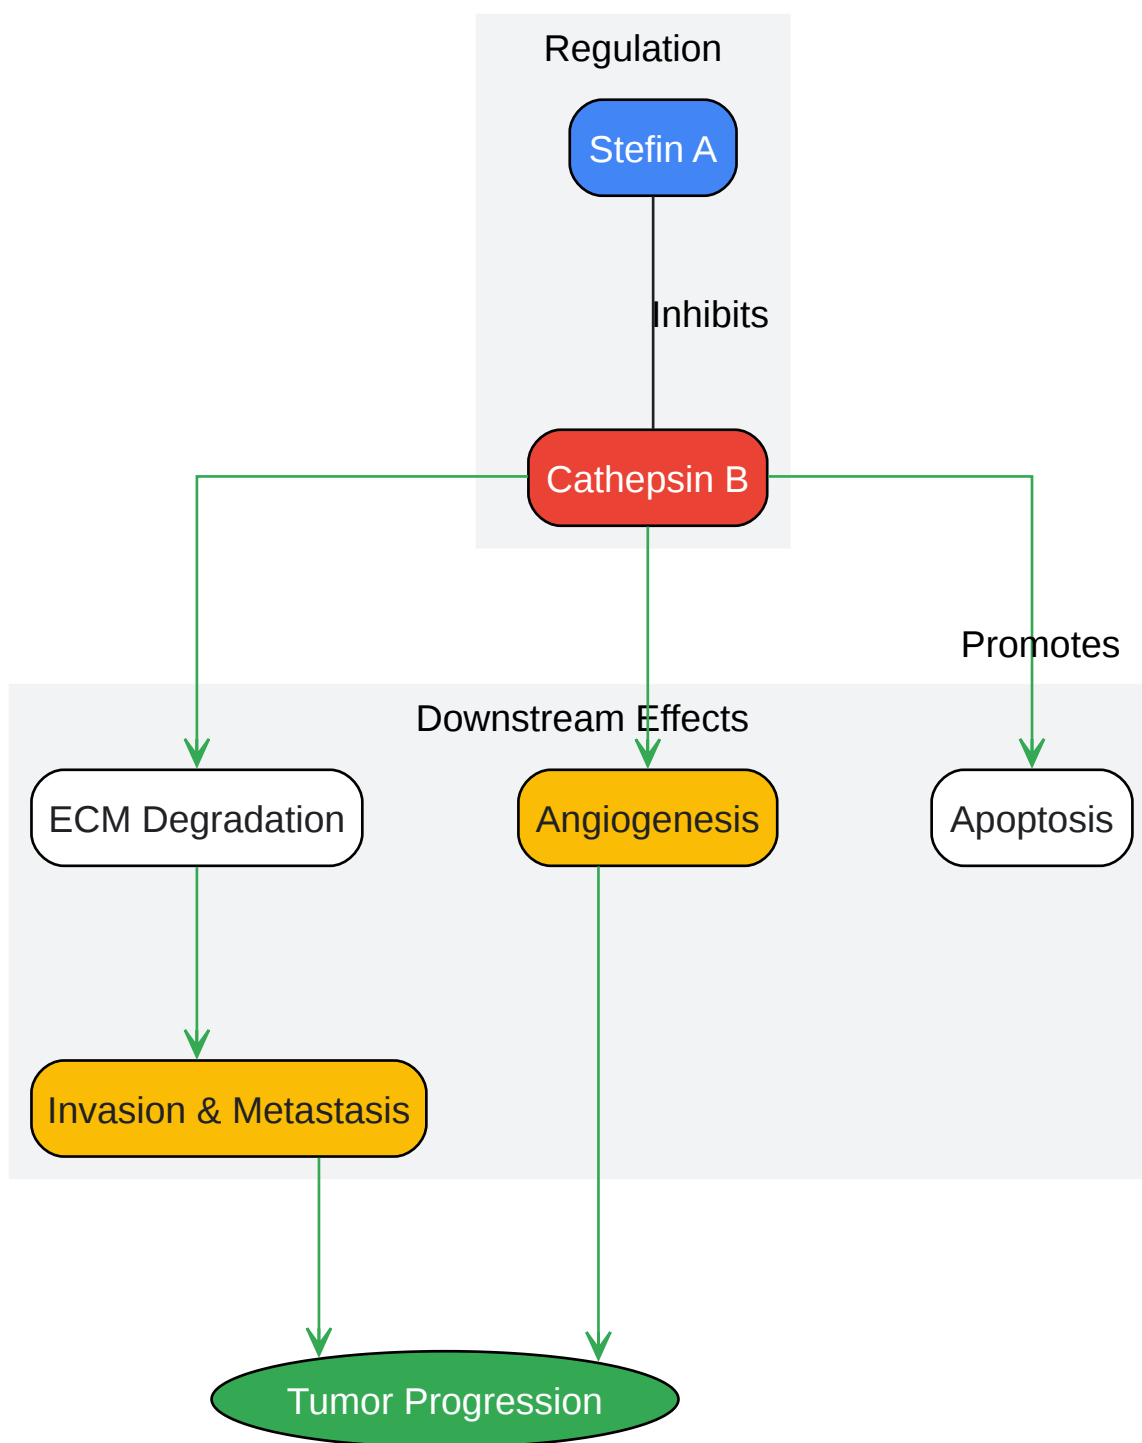 Regulation
Stefin A
Inhibits
Cathepsin B
Promotes
Downstream Effects
ECM Degradation
Angiogenesis
Apoptosis
Invasion & Metastasis
Tumor Progression